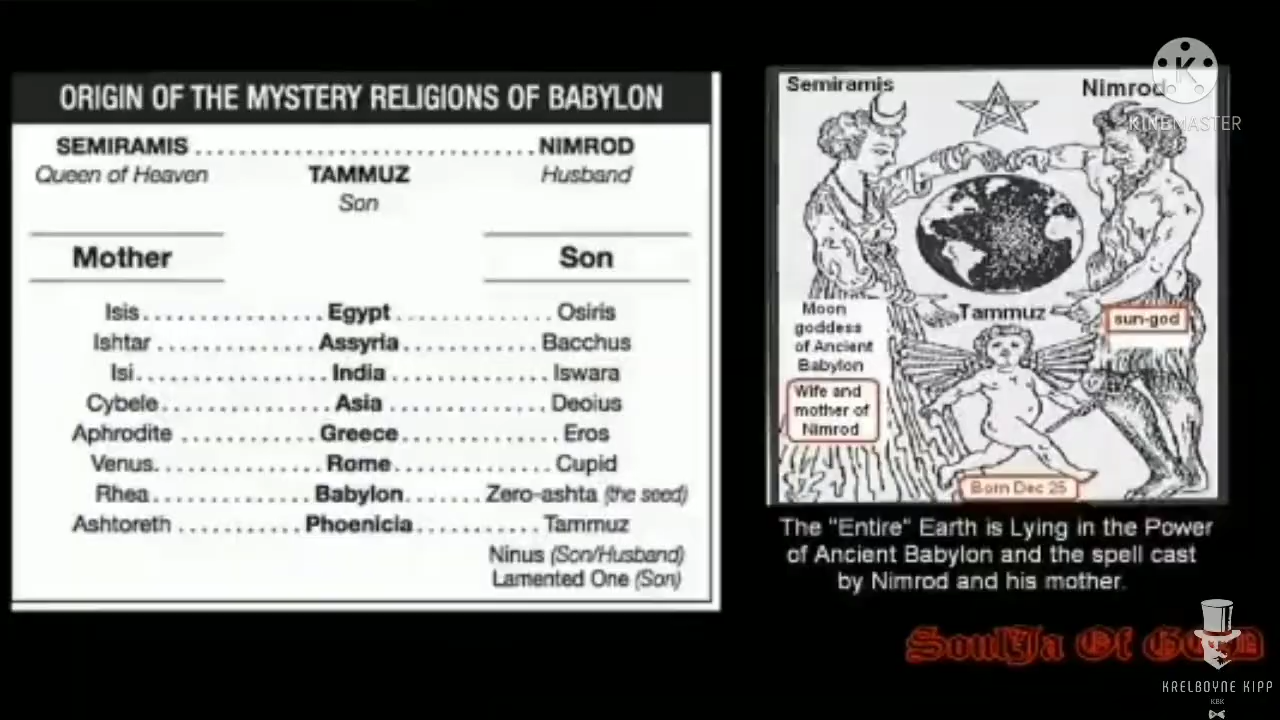 ORIGIN OF THE MYSTERY RELIGIONS OF BABYLON
SEMIRAMIS ................................ NIMROD
Queen of Heaven TAMMUZ Husband
Son
Mother Son
Isis .................. Egypt ............... Osiris
Ishtar ................ Assyria ............. Bacchus
Isi .................... India ............... Iswara
Cybele ................ Asia ................ Deoius
Aphrodite ............. Greece .............. Eros
Venus ................. Rome ................ Cupid
Rhea .................. Babylon ....... Zero-ashta (the seed)
Ashtoreth ............. Phoenicia ........... Tammuz
Ninus (Son/Husband)
Lamented One (Son)
Semiramis
Nimrod
Tammuz
Moon
goddess
of Ancient
Babylon
sun-god
Wife and
mother of
Nimrod
Born Dec 25
The "Entire" Earth is Lying in the Power
of Ancient Babylon and the spell cast
by Nimrod and his mother.
K
KINEMASTER
SoulJa Of GOD
KRELBOYNE KIPP
KBK